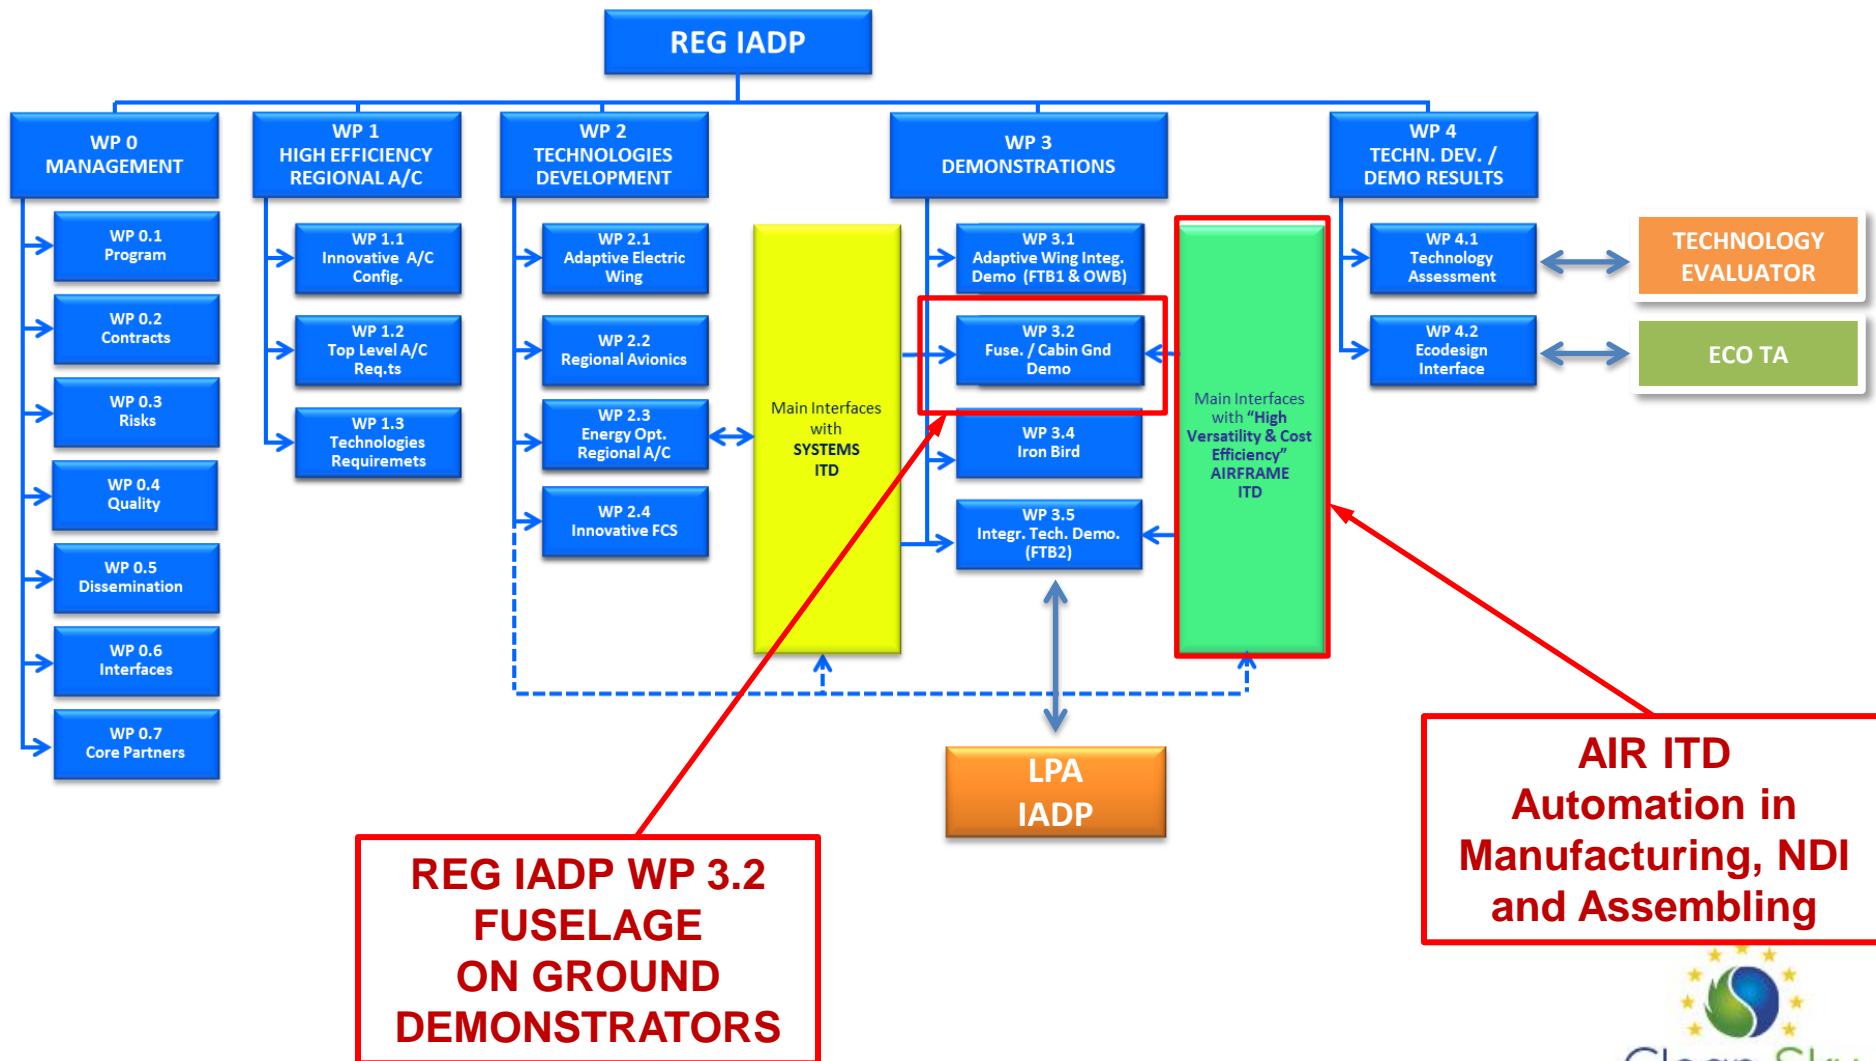 REG IADP
WP 0
MANAGEMENT
WP 1
HIGH EFFICIENCY
REGIONAL A/C
WP 2
TECHNOLOGIES
DEVELOPMENT
WP 3
DEMONSTRATIONS
WP 4
TECHN. DEV. /
DEMO RESULTS
WP 0.1
Program
WP 0.2
Contracts
WP 0.3
Risks
WP 0.4
Quality
WP 0.5
Dissemination
WP 0.6
Interfaces
WP 0.7
Core Partners
WP 1.1
Innovative A/C
Config.
WP 1.2
Top Level A/C
Req.ts
WP 1.3
Technologies
Requiremets
WP 2.1
Adaptive Electric
Wing
WP 2.2
Regional Avionics
WP 2.3
Energy Opt.
Regional A/C
WP 2.4
Innovative FCS
Main Interfaces
with
SYSTEMS
ITD
WP 3.1
Adaptive Wing Integ.
Demo (FTB1 & OWB)
WP 3.2
Fuse. / Cabin Gnd
Demo
WP 3.4
Iron Bird
WP 3.5
Integr. Tech. Demo.
(FTB2)
Main Interfaces
with "High
Versatility & Cost
Efficiency"
AIRFRAME
ITD
WP 4.1
Technology
Assessment
WP 4.2
Ecodesign
Interface
TECHNOLOGY
EVALUATOR
ECO TA
LPA
IADP
REG IADP WP 3.2
FUSELAGE
ON GROUND
DEMONSTRATORS
AIR ITD
Automation in
Manufacturing, NDI
and Assembling
Clean Sky